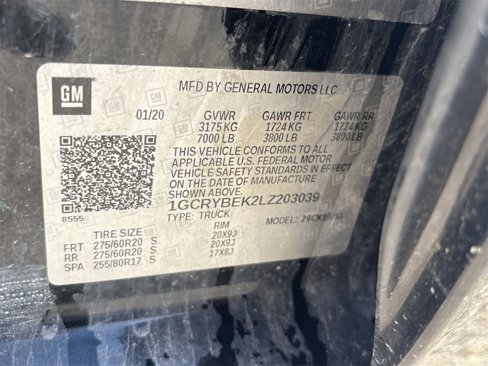 GM
MFD BY GENERAL MOTORS LLC
01/20 GVWR GAWR FRT GAWR RR
3175 KG 1724 KG 1724 KG
7000 LB 3800 LB 3800 LB
THIS VEHICLE CONFORMS TO ALL
APPLICABLE U.S. FEDERAL MOTOR
VEHICLE SAFETY STANDARDS IN EFFECT
ON THE DATE OF MANUFACTURE
SHOWN ABOVE.
1GCRYBEK2LZ203039
8555
TYPE: TRUCK MODEL:
TIRE SIZE RIM
FRT 275/60R20 S 20X9J
RR 275/60R20 S 20X9J
SPA 255/80R17 S 17X8J